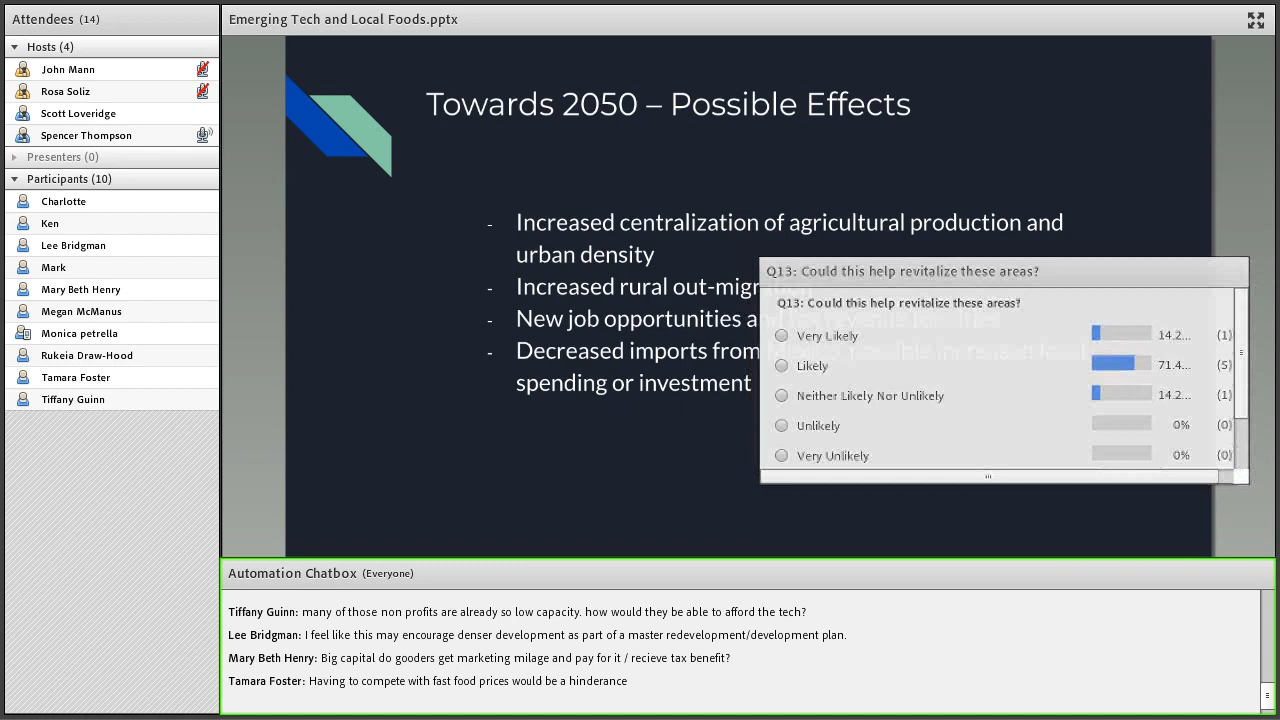 Attendees (14)
Hosts (4)
John Mann
Rosa Soliz
Scott Loveridge
Spencer Thompson
Presenters (0)
Participants (10)
Charlotte
Ken
Lee Bridgman
Mark
Mary Beth Henry
Megan McManus
Monica petrella
Rukeia Draw-Hood
Tamara Foster
Tiffany Guinn
Emerging Tech and Local Foods.pptx
Towards 2050 – Possible Effects
- Increased centralization of agricultural production and
urban density
- Increased rural out-migration
- New job opportunities and
- Decreased imports from
spending or investment
Q13: Could this help revitalize these areas?
Q13: Could this help revitalize these areas?
Very Likely 14.2... (1)
Likely 71.4... (5)
Neither Likely Nor Unlikely 14.2... (1)
Unlikely 0% (0)
Very Unlikely 0% (0)
Automation Chatbox (Everyone)
Tiffany Guinn: many of those non profits are already so low capacity. how would they be able to afford the tech?
Lee Bridgman: I feel like this may encourage denser development as part of a master redevelopment/development plan.
Mary Beth Henry: Big capital do gooders get marketing milage and pay for it / recieve tax benefit?
Tamara Foster: Having to compete with fast food prices would be a hinderance